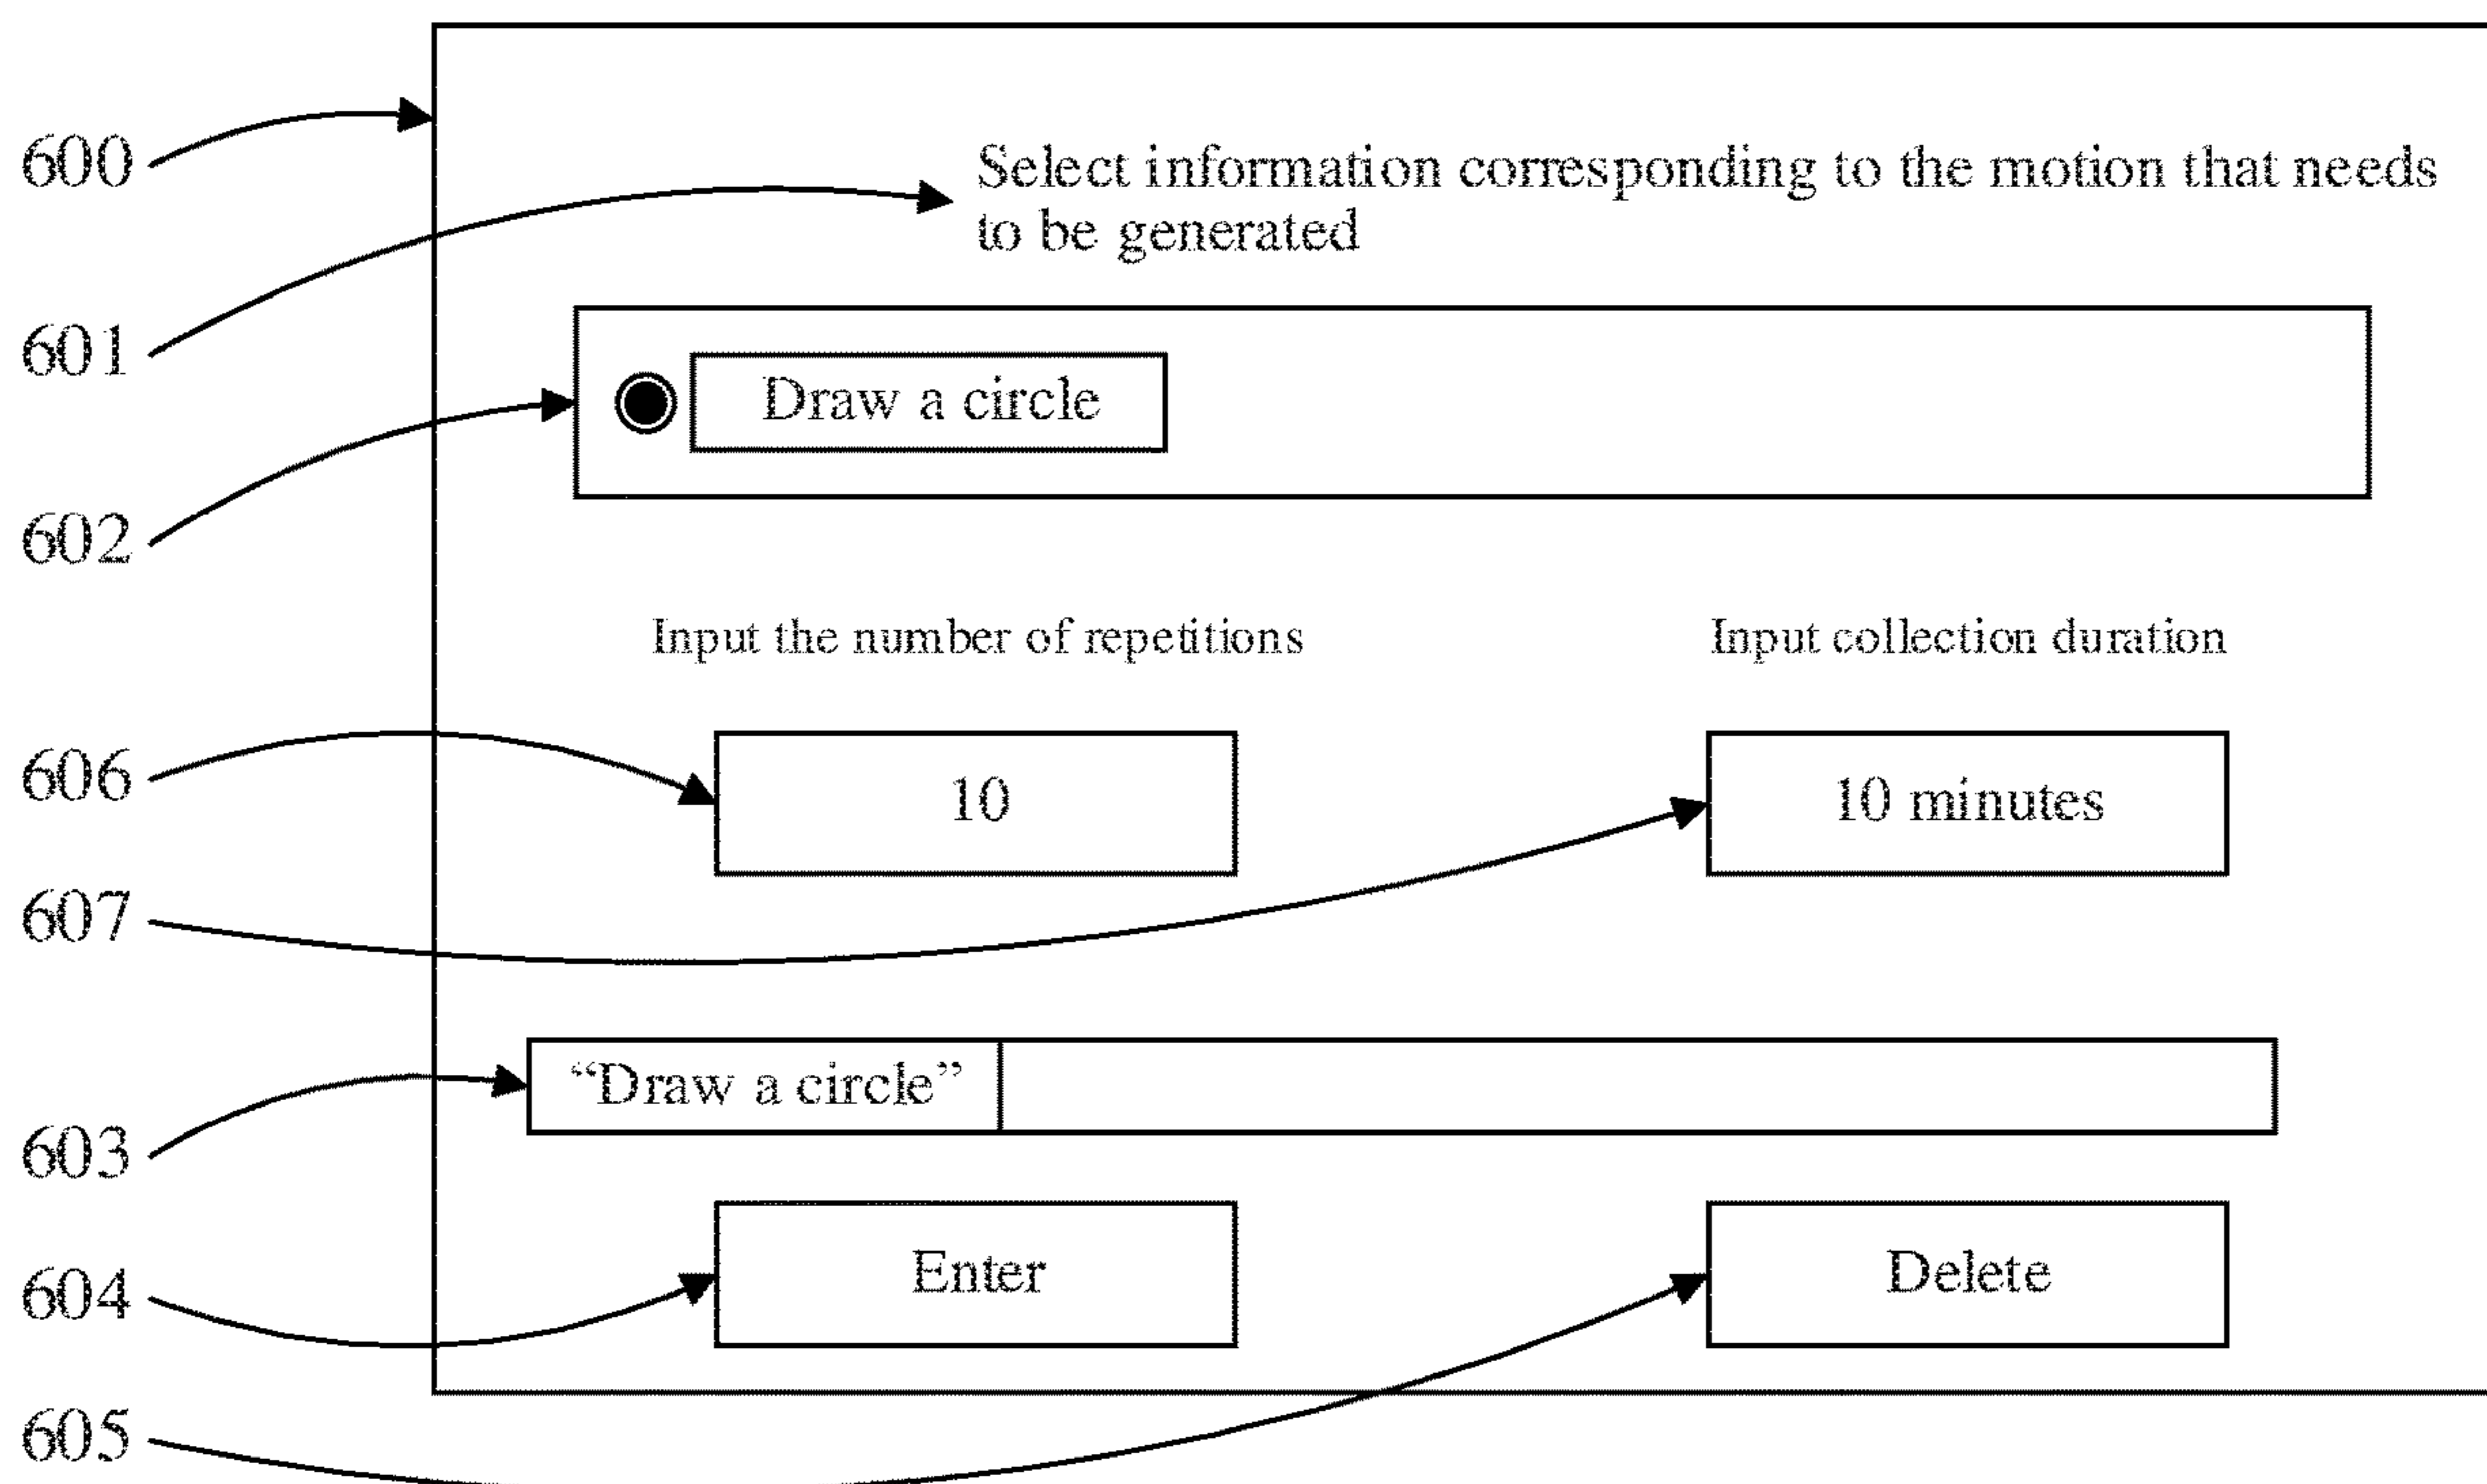 600
Select information corresponding to the motion that needs
to be generated
601
Draw a circle
602
Input the number of repetitions
Input collection duration
606
10
10 minutes
607
“Draw a circle”
603
604
Enter
Delete
605